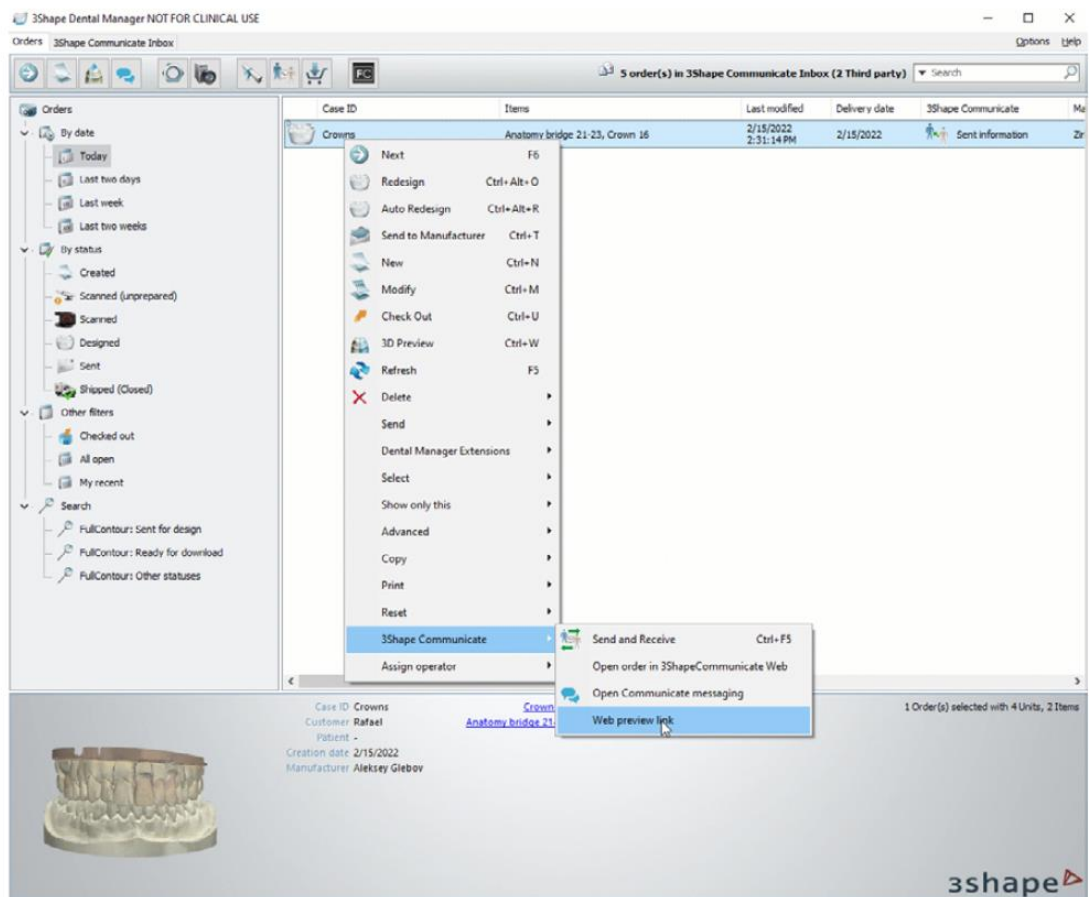 3Shape Dental Manager NOT FOR CLINICAL USE
Orders 3Shape Communicate Inbox Options Help
FC 5 order(s) in 3Shape Communicate Inbox (2 Third party) Search
Orders
By date
Today
Last two days
Last week
Last two weeks
By status
Created
Scanned (unprepared)
Scanned
Designed
Sent
Shipped (Closed)
Other filters
Checked out
All open
My recent
Search
FullContour: Sent for design
FullContour: Ready for download
FullContour: Other statuses
Case ID Items Last modified Delivery date 3Shape Communicate Ma
Crowns Anatomy bridge 21-23, Crown 16 2/15/2022 2:31:14 PM 2/15/2022 Sent information Zir
Next F6
Redesign Ctrl+Alt+O
Auto Redesign Ctrl+Alt+R
Send to Manufacturer Ctrl+T
New Ctrl+N
Modify Ctrl+M
Check Out Ctrl+U
3D Preview Ctrl+W
Refresh F5
Delete
Send
Dental Manager Extensions
Select
Show only this
Advanced
Copy
Print
Reset
3Shape Communicate
Assign operator
Send and Receive Ctrl+F5
Open order in 3ShapeCommunicate Web
Open Communicate messaging
Web preview link
Case ID Crowns
Customer Rafael
Patient -
Creation date 2/15/2022
Manufacturer Aleksey Glebov
Crown
Anatomy bridge 21-
1 Order(s) selected with 4 Units, 2 Items
3shape